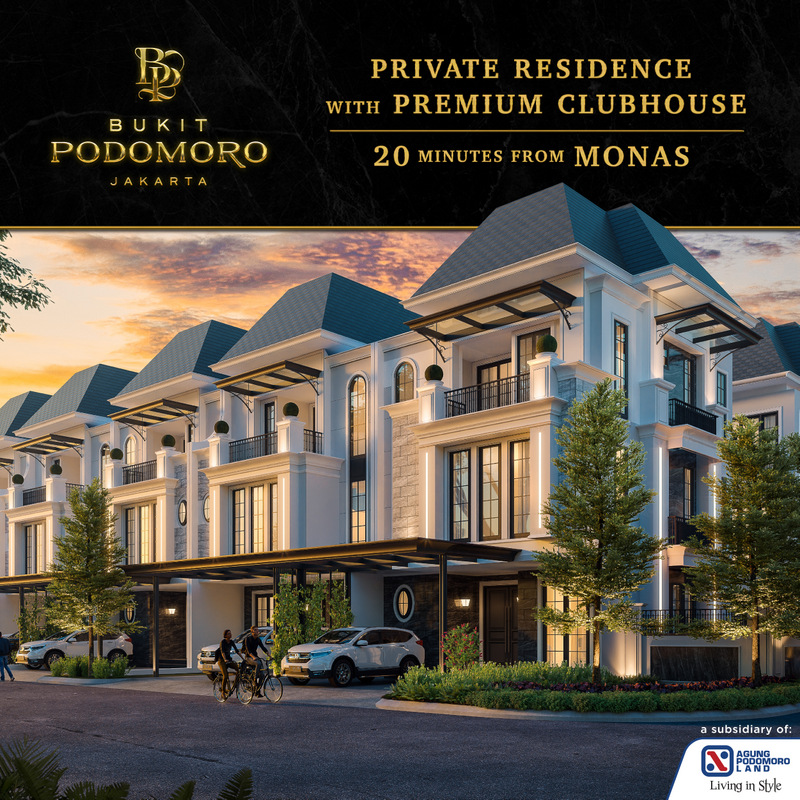 BUKIT
PODOMORO
JAKARTA
PRIVATE RESIDENCE
WITH PREMIUM CLUBHOUSE
20 MINUTES FROM MONAS
a subsidiary of:
AGUNG
PODOMORO
LAND
Living in Style